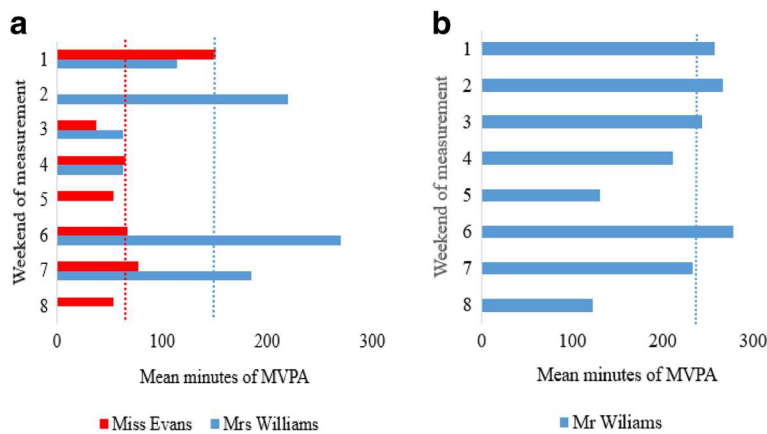 a
Weekend of measurement
1
2
3
4
5
6
7
8
0 100 200 300
Mean minutes of MVPA
Miss Evans Mrs Williams
b
Weekend of measurement
1
2
3
4
5
6
7
8
0 100 200 300
Mean minutes of MVPA
Mr Wiliams